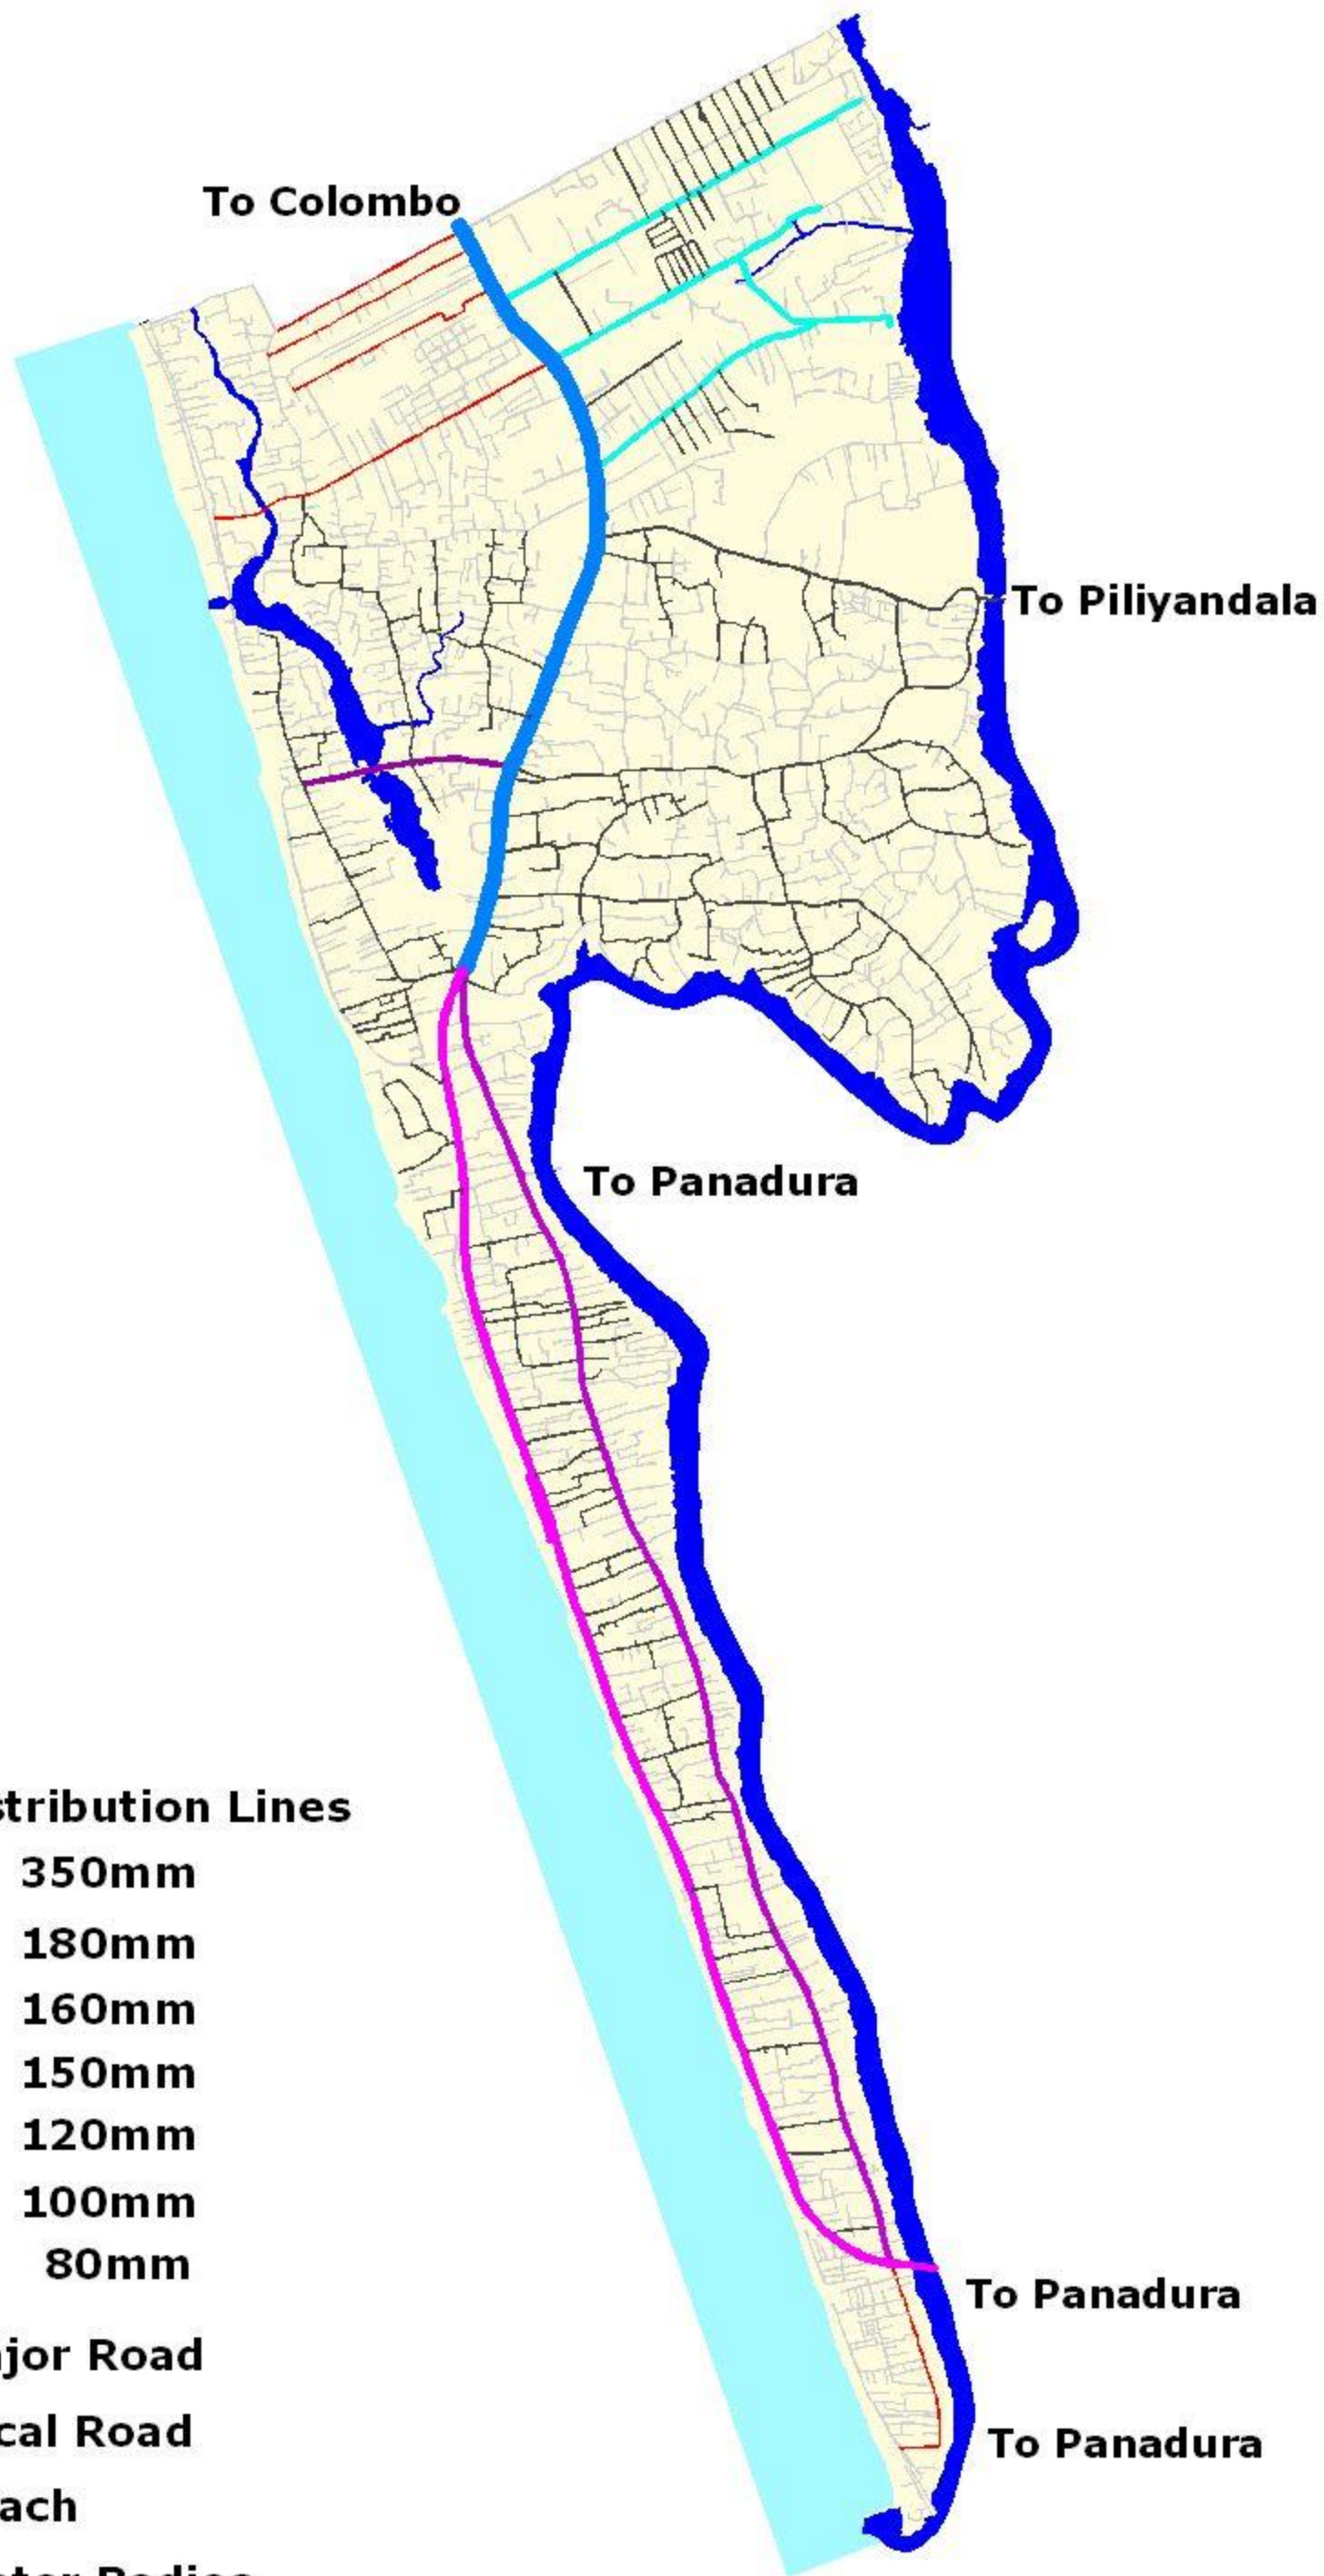 To Colombo
To Piliyandala
To Panadura
stribution Lines
350mm
180mm
160mm
150mm
120mm
100mm
80mm
To Panadura
jor Road
cal Road
To Panadura
ach